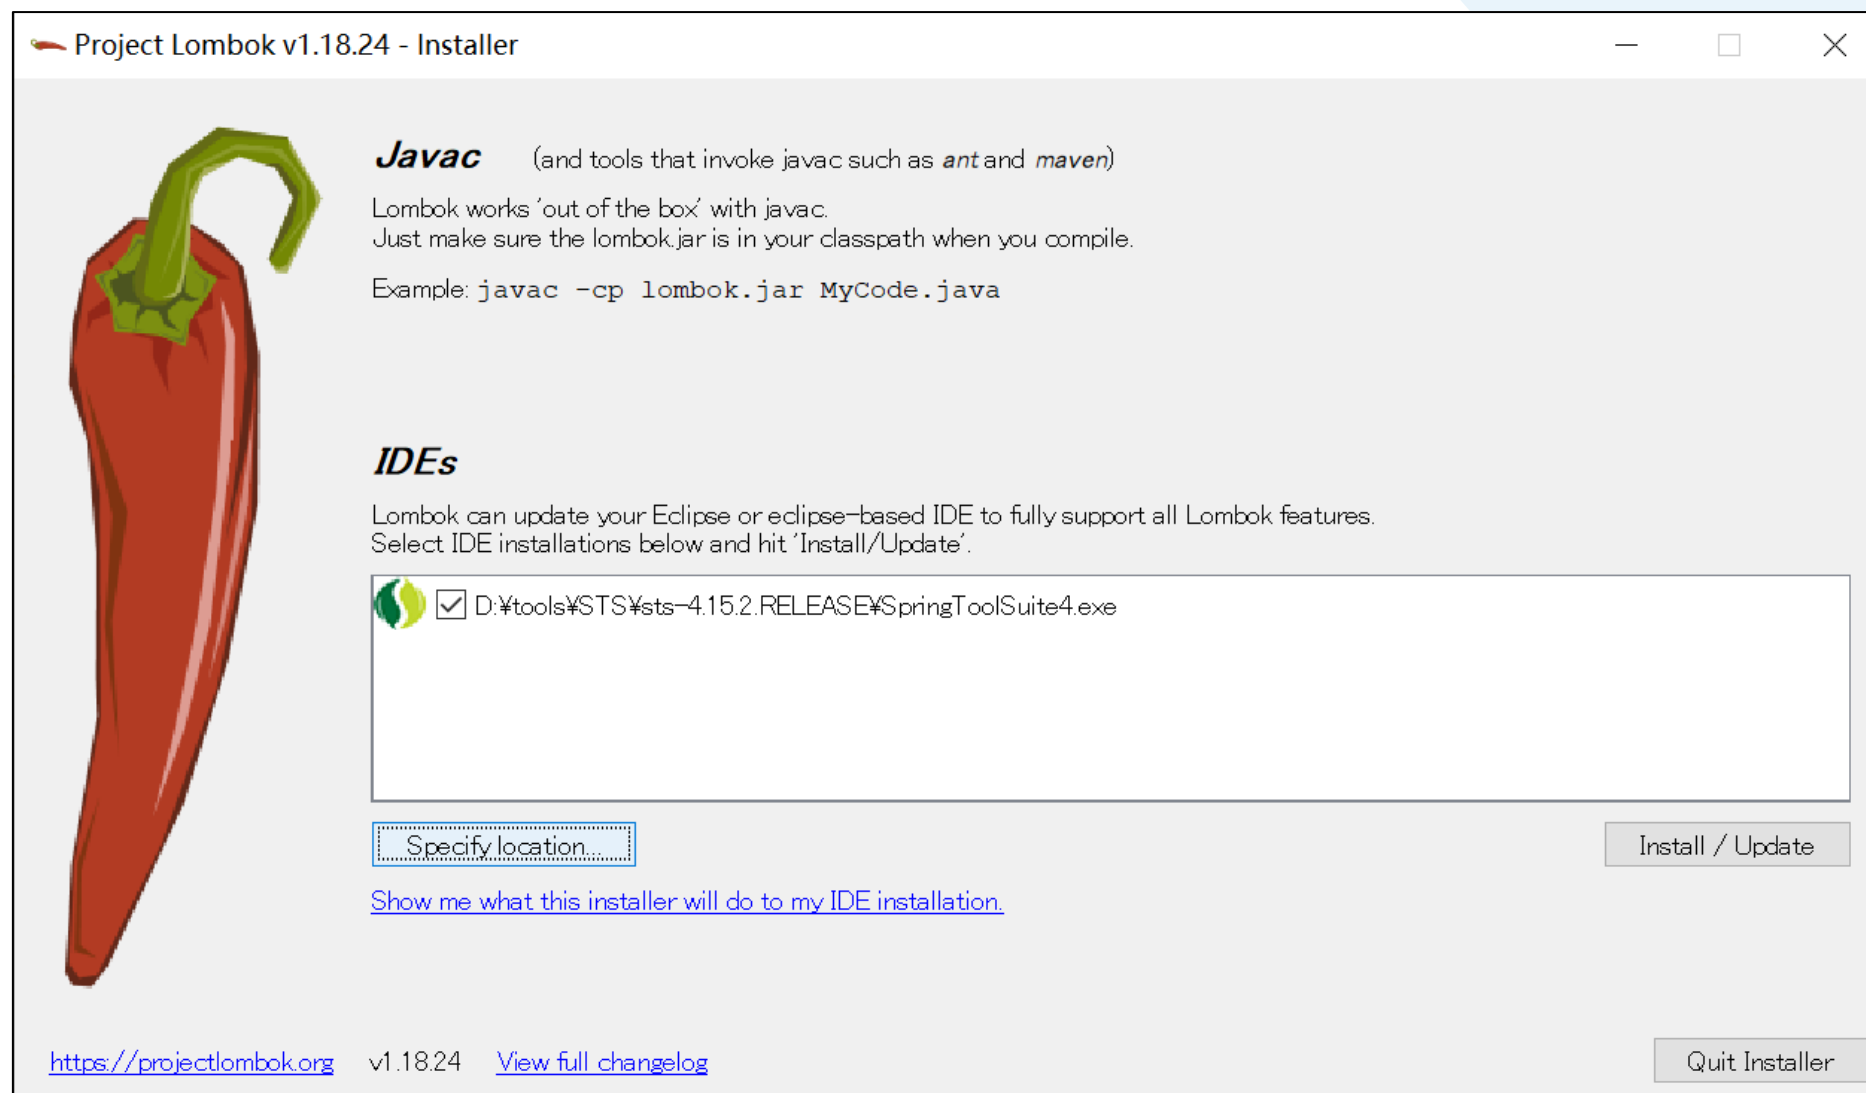 Project Lombok v1.18.24 - Installer
Javac (and tools that invoke javac such as ant and maven)
Lombok works 'out of the box' with javac.
Just make sure the lombok.jar is in your classpath when you compile.
Example: javac -cp lombok.jar MyCode.java
IDEs
Lombok can update your Eclipse or eclipse-based IDE to fully support all Lombok features.
Select IDE installations below and hit 'Install/Update'.
D:¥tools¥STS¥sts-4.15.2.RELEASE¥SpringToolSuite4.exe
Specify location... Install / Update
Show me what this installer will do to my IDE installation.
https://projectlombok.org v1.18.24 View full changelog Quit Installer